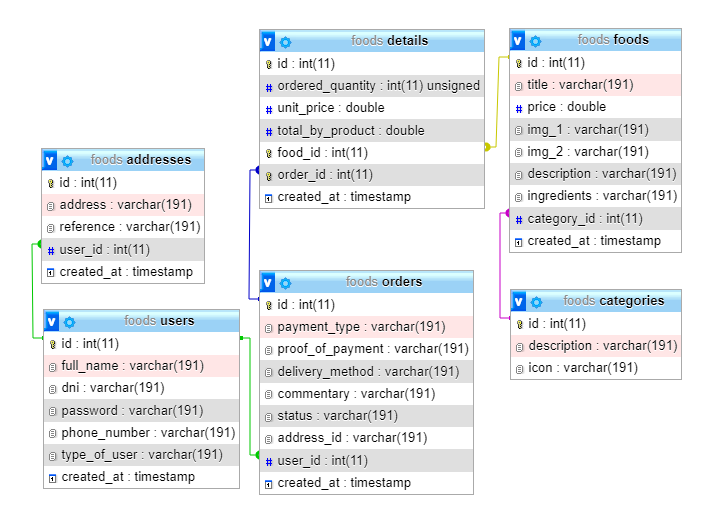 foods details
id : int(11)
ordered_quantity : int(11) unsigned
unit_price : double
total_by_product : double
food_id : int(11)
order_id : int(11)
created_at : timestamp
foods foods
id : int(11)
title : varchar(191)
price : double
img_1 : varchar(191)
img_2 : varchar(191)
description : varchar(191)
ingredients : varchar(191)
category_id : int(11)
created_at : timestamp
foods addresses
id : int(11)
address : varchar(191)
reference : varchar(191)
user_id : int(11)
created_at : timestamp
foods orders
id : int(11)
payment_type : varchar(191)
proof_of_payment : varchar(191)
delivery_method : varchar(191)
commentary : varchar(191)
status : varchar(191)
address_id : varchar(191)
user_id : int(11)
created_at : timestamp
foods categories
id : int(11)
description : varchar(191)
icon : varchar(191)
foods users
id : int(11)
full_name : varchar(191)
dni : varchar(191)
password : varchar(191)
phone_number : varchar(191)
type_of_user : varchar(191)
created_at : timestamp